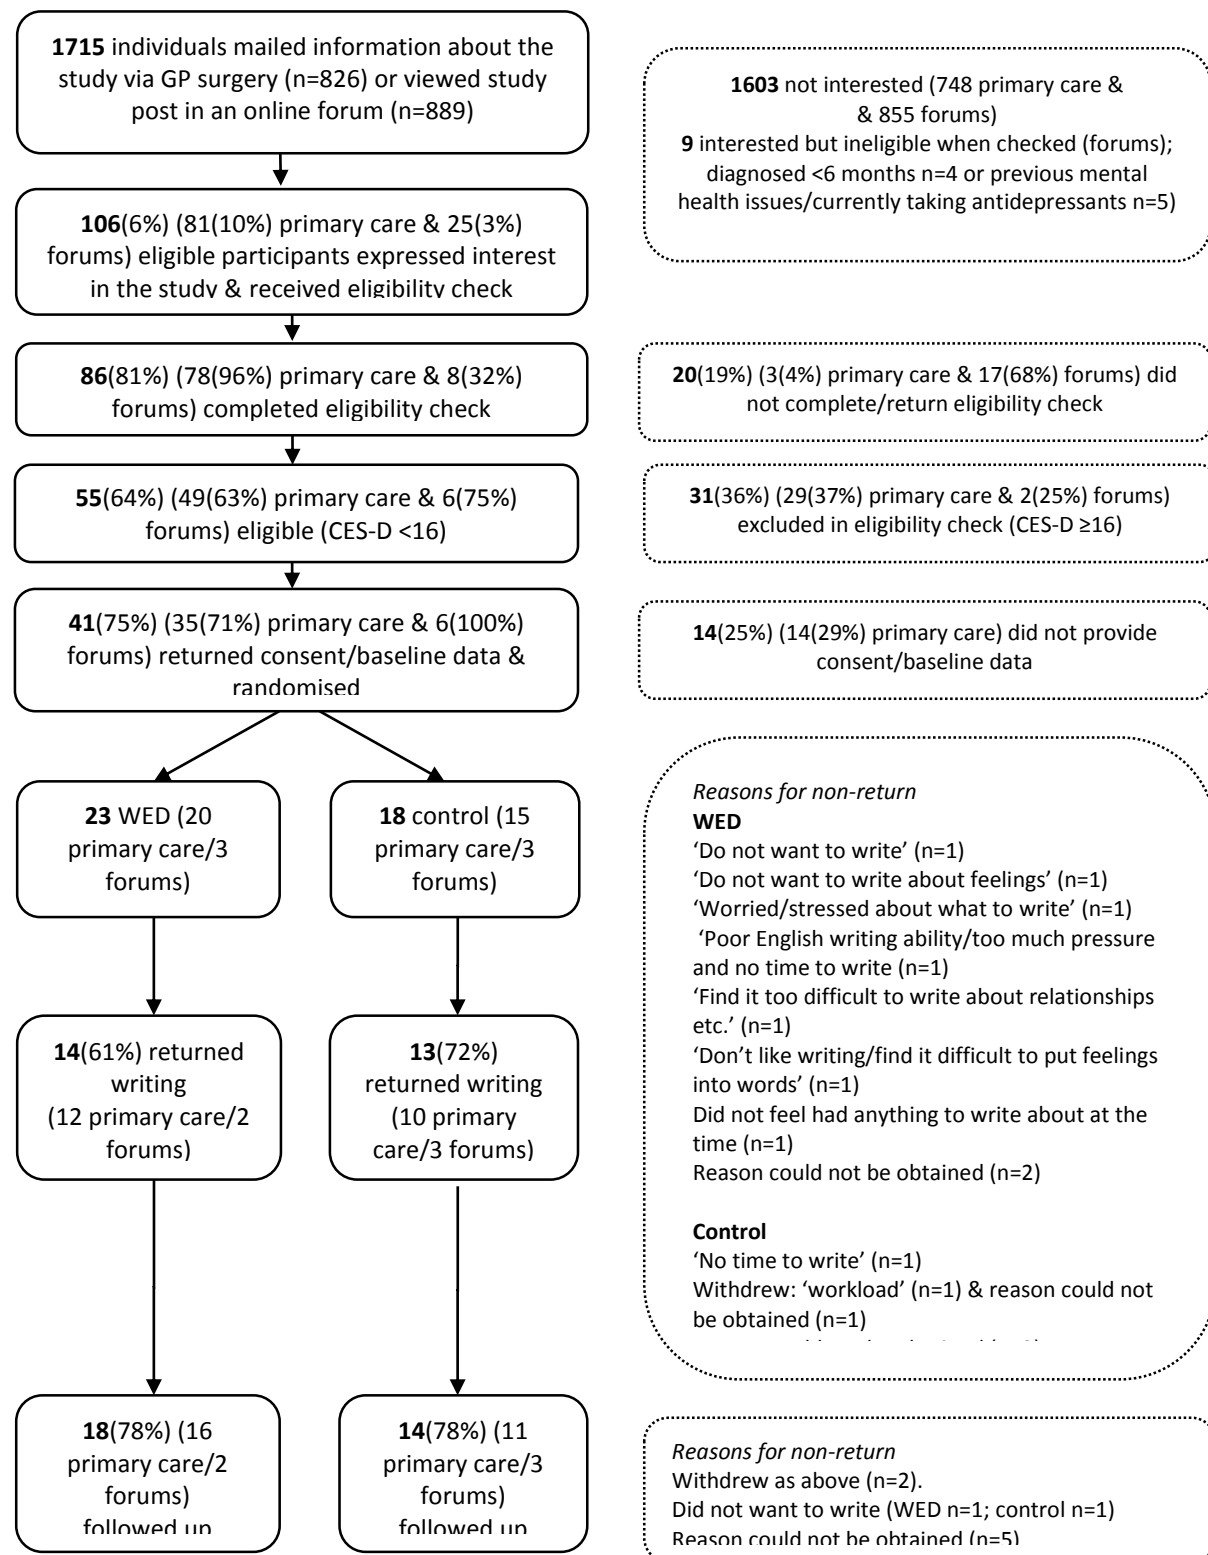 1715 individuals mailed information about the
study via GP surgery (n=826) or viewed study
post in an online forum (n=889)
1603 not interested (748 primary care &
& 855 forums)
9 interested but ineligible when checked (forums);
diagnosed <6 months n=4 or previous mental
health issues/currently taking antidepressants n=5)
106(6%) (81(10%) primary care & 25(3%)
forums) eligible participants expressed interest
in the study & received eligibility check
86(81%) (78(96%) primary care & 8(32%)
forums) completed eligibility check
20(19%) (3(4%) primary care & 17(68%) forums) did
not complete/return eligibility check
55(64%) (49(63%) primary care & 6(75%)
forums) eligible (CES-D <16)
31(36%) (29(37%) primary care & 2(25%) forums)
excluded in eligibility check (CES-D ≥16)
41(75%) (35(71%) primary care & 6(100%)
forums) returned consent/baseline data &
randomised
14(25%) (14(29%) primary care) did not provide
consent/baseline data
23 WED (20
primary care/3
forums)
18 control (15
primary care/3
forums)
14(61%) returned
writing
(12 primary care/2
forums)
13(72%)
returned writing
(10 primary
care/3 forums)
Reasons for non-return
WED
‘Do not want to write’ (n=1)
‘Do not want to write about feelings’ (n=1)
‘Worried/stressed about what to write’ (n=1)
‘Poor English writing ability/too much pressure
and no time to write (n=1)
‘Find it too difficult to write about relationships
etc.’ (n=1)
‘Don’t like writing/find it difficult to put feelings
into words’ (n=1)
Did not feel had anything to write about at the
time (n=1)
Reason could not be obtained (n=2)
Control
‘No time to write’ (n=1)
Withdrew: ‘workload’ (n=1) & reason could not
be obtained (n=1)
18(78%) (16
primary care/2
forums)
followed up
14(78%) (11
primary care/3
forums)
followed up
Reasons for non-return
Withdrew as above (n=2).
Did not want to write (WED n=1; control n=1)
Reason could not be obtained (n=5)